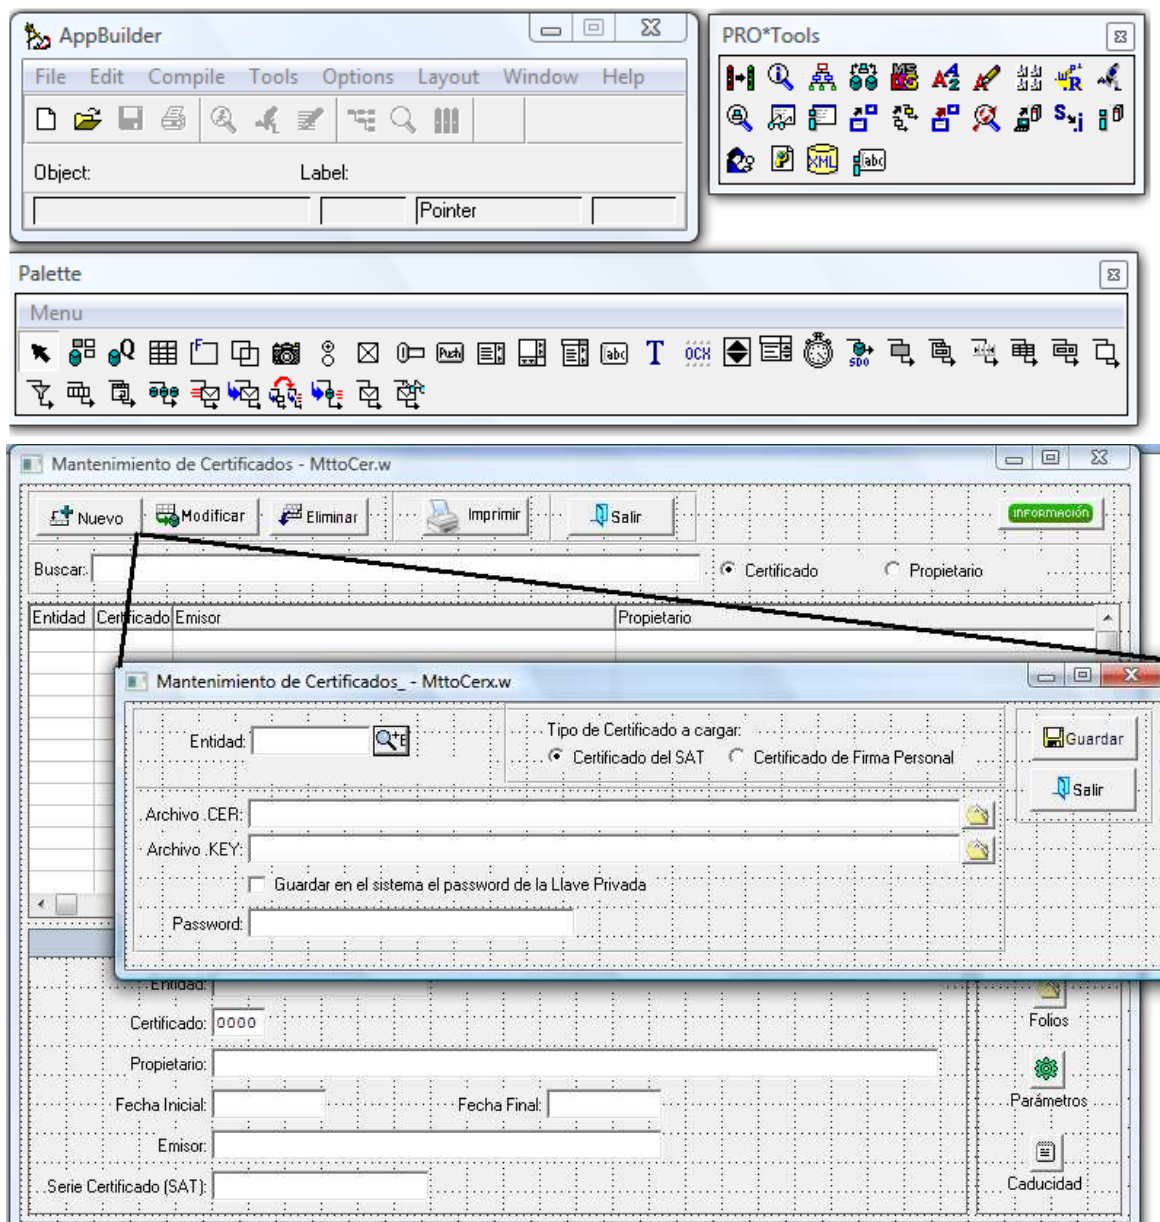 AppBuilder
File Edit Compile Tools Options Layout Window Help
Object: Label:
Pointer
PRO*Tools
XML
Palette
Menu
Push
OCX
SDO
Mantenimiento de Certificados - MttoCer.w
Nuevo Modificar Eliminar Imprimir Salir INFORMACIÓN
Buscar: Certificado Propietario
Entidad Certificado Emisor Propietario
Mantenimiento de Certificados_ - MttoCerx.w
Entidad: Tipo de Certificado a cargar:
Certificado del SAT Certificado de Firma Personal
Guardar
Salir
Archivo .CER:
Archivo .KEY:
Guardar en el sistema el password de la Llave Privada
Password:
Entidad:
Certificado: 0000 Folios
Propietario:
Fecha Inicial: Fecha Final: Parámetros
Emisor:
Serie Certificado (SAT): Caducidad